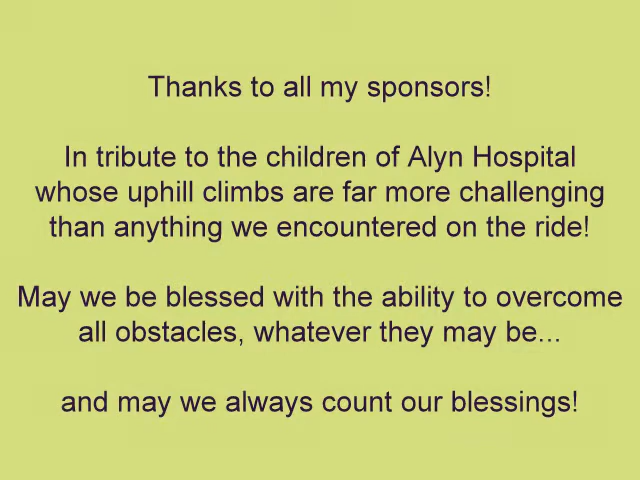 Thanks to all my sponsors!
In tribute to the children of Alyn Hospital
whose uphill climbs are far more challenging
than anything we encountered on the ride!
May we be blessed with the ability to overcome
all obstacles, whatever they may be...
and may we always count our blessings!